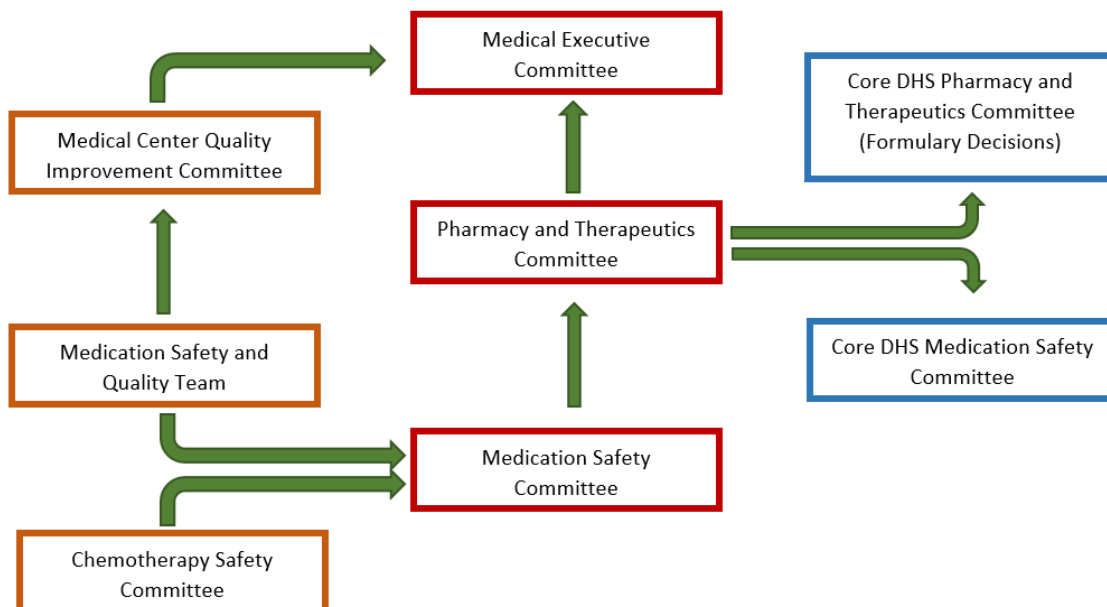 Medical Executive
Committee
Core DHS Pharmacy and
Therapeutics Committee
(Formulary Decisions)
Medical Center Quality
Improvement Committee
Pharmacy and Therapeutics
Committee
Medication Safety and
Quality Team
Core DHS Medication Safety
Committee
Medication Safety
Committee
Chemotherapy Safety
Committee